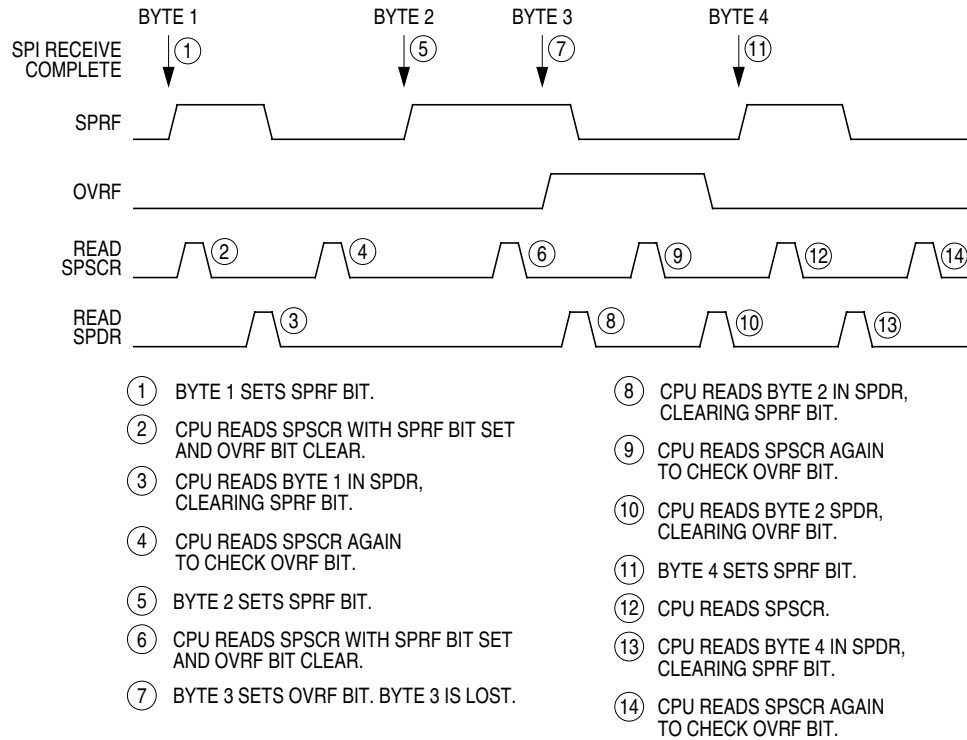 BYTE 1 BYTE 2 BYTE 3 BYTE 4
SPI RECEIVE
COMPLETE
1 5 7 11
SPRF
OVRF
READ
SPSCR
2 4 6 9 12 14
READ
SPDR
3 8 10 13
1 BYTE 1 SETS SPRF BIT.
2 CPU READS SPSCR WITH SPRF BIT SET
AND OVRF BIT CLEAR.
3 CPU READS BYTE 1 IN SPDR,
CLEARING SPRF BIT.
4 CPU READS SPSCR AGAIN
TO CHECK OVRF BIT.
5 BYTE 2 SETS SPRF BIT.
6 CPU READS SPSCR WITH SPRF BIT SET
AND OVRF BIT CLEAR.
7 BYTE 3 SETS OVRF BIT. BYTE 3 IS LOST.
8 CPU READS BYTE 2 IN SPDR,
CLEARING SPRF BIT.
9 CPU READS SPSCR AGAIN
TO CHECK OVRF BIT.
10 CPU READS BYTE 2 SPDR,
CLEARING OVRF BIT.
11 BYTE 4 SETS SPRF BIT.
12 CPU READS SPSCR.
13 CPU READS BYTE 4 IN SPDR,
CLEARING SPRF BIT.
14 CPU READS SPSCR AGAIN
TO CHECK OVRF BIT.